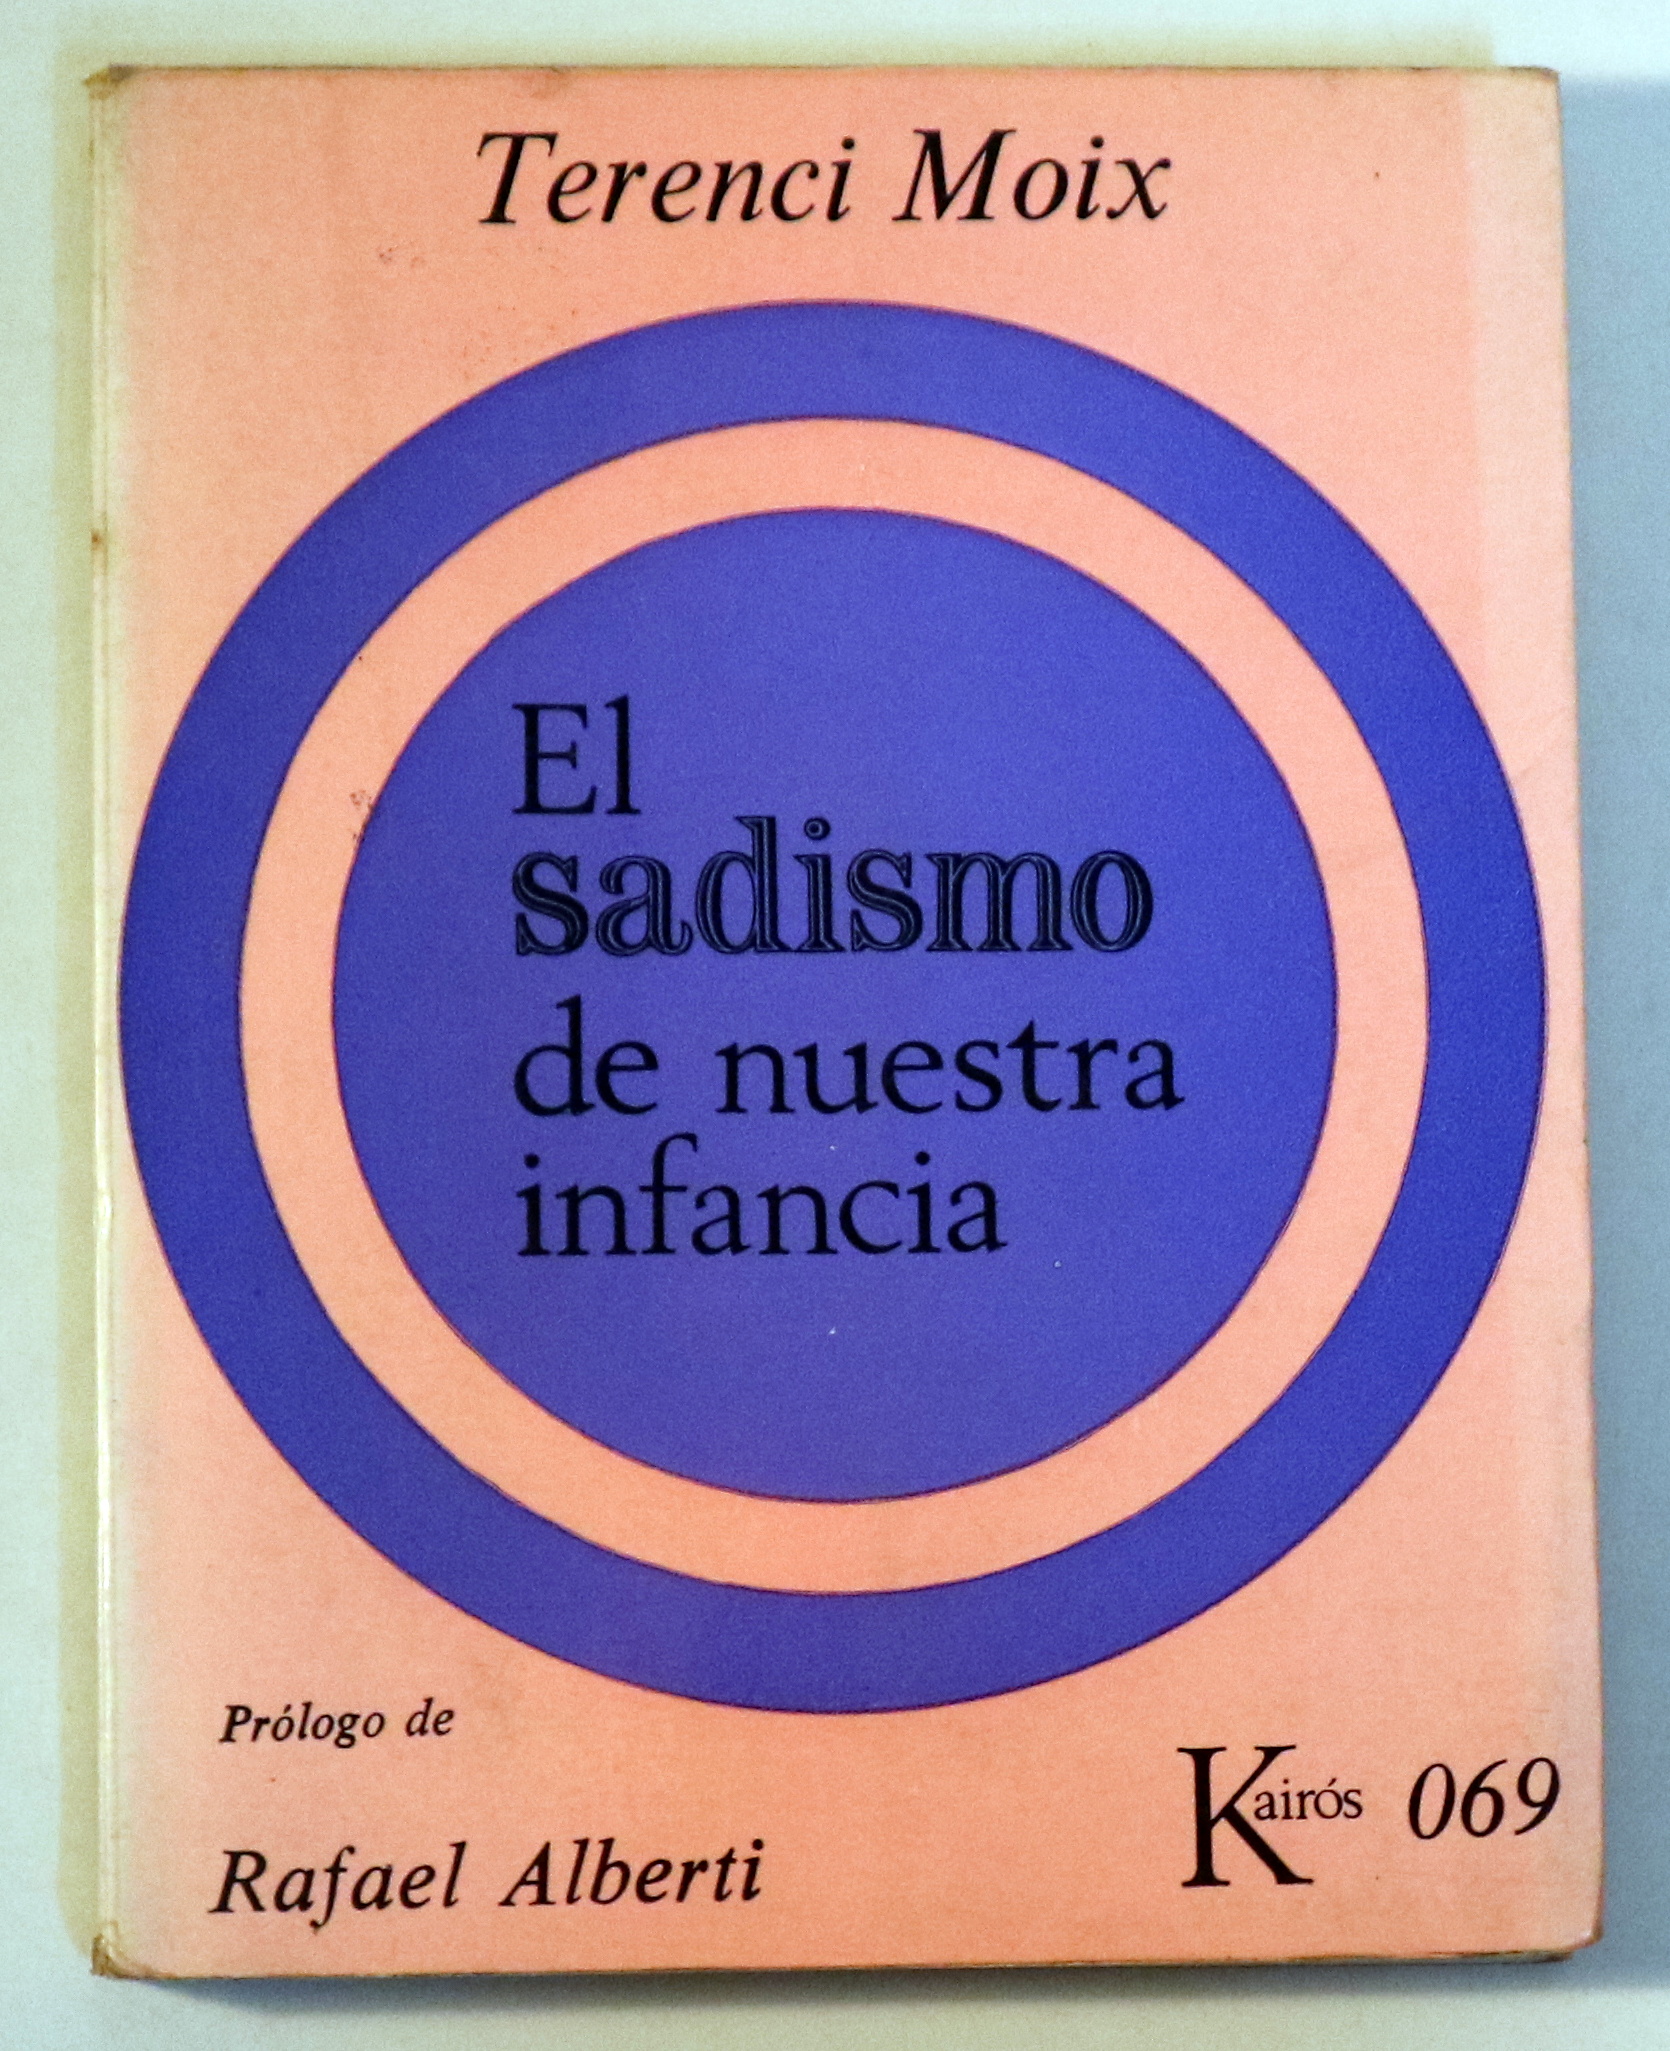 Terenci Moix
El
sadismo
de nuestra
infancia
Prólogo de
Rafael Alberti
Kairós 069